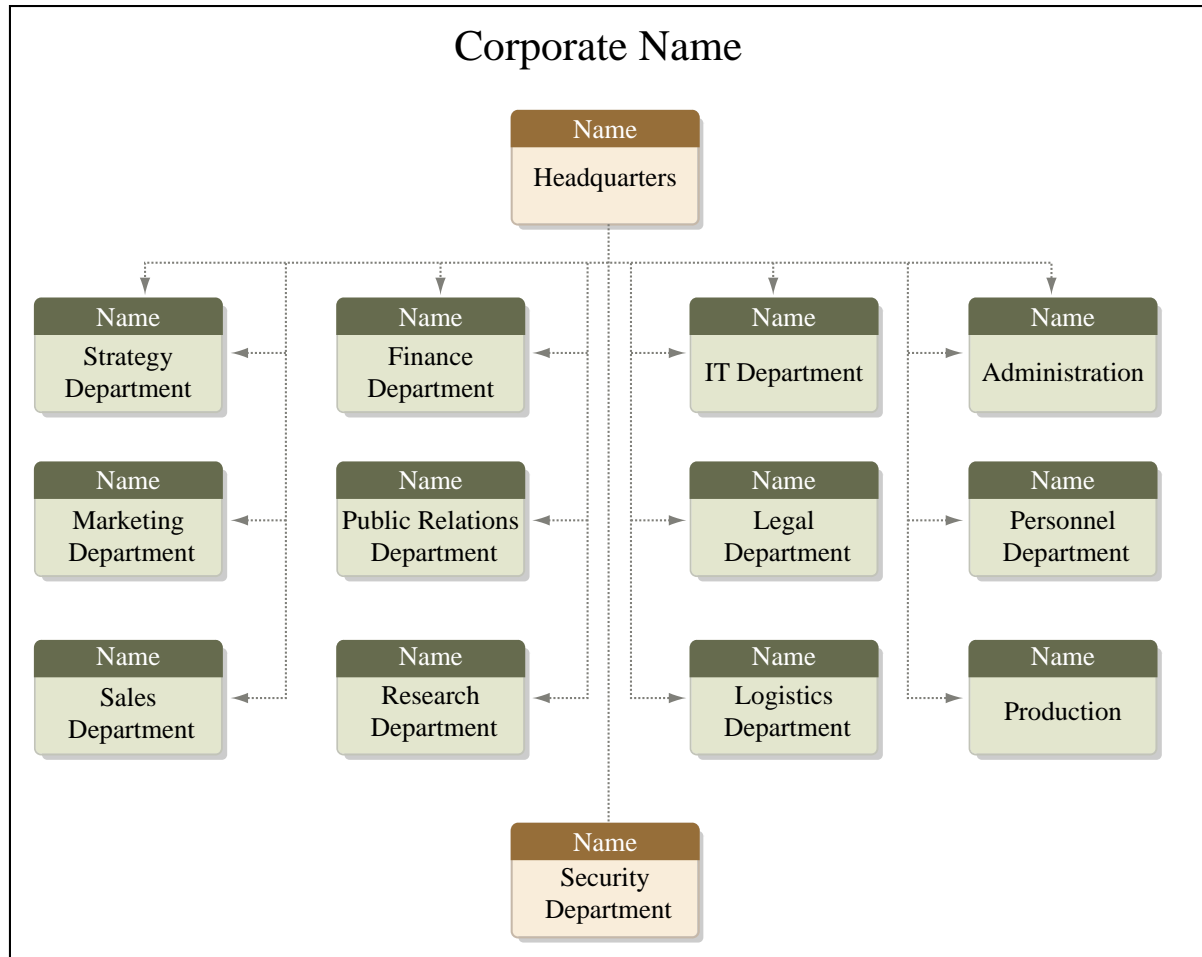 Corporate Name
Name
Headquarters
Name
Strategy
Department
Name
Finance
Department
Name
IT Department
Name
Administration
Name
Marketing
Department
Name
Public Relations
Department
Name
Legal
Department
Name
Personnel
Department
Name
Sales
Department
Name
Research
Department
Name
Logistics
Department
Name
Production
Name
Security
Department